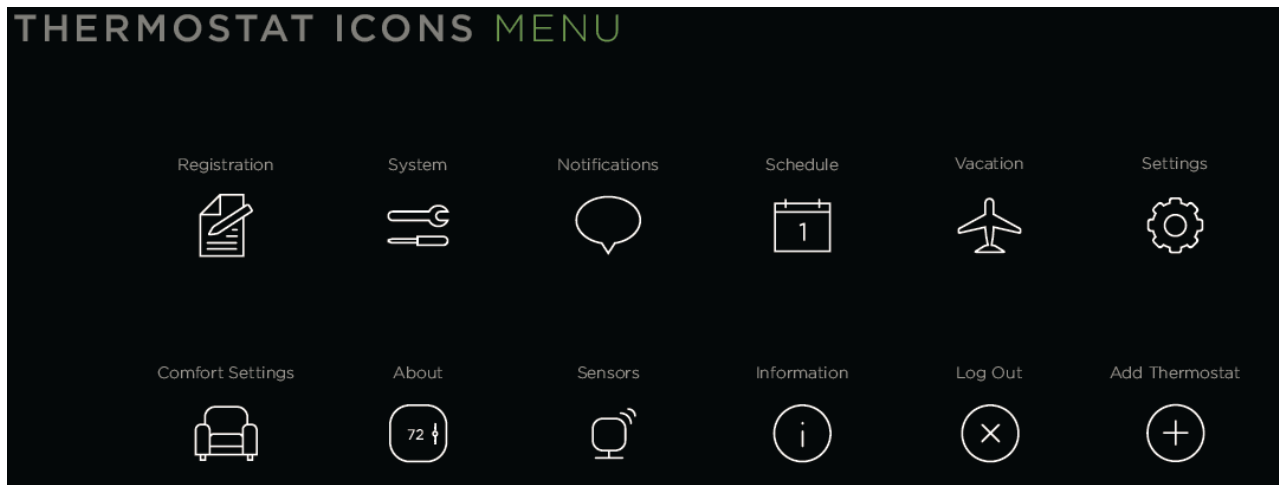 THERMOSTAT ICONS MENU
Registration System Notifications Schedule Vacation Settings
1
Comfort Settings About Sensors Information Log Out Add Thermostat
72 i